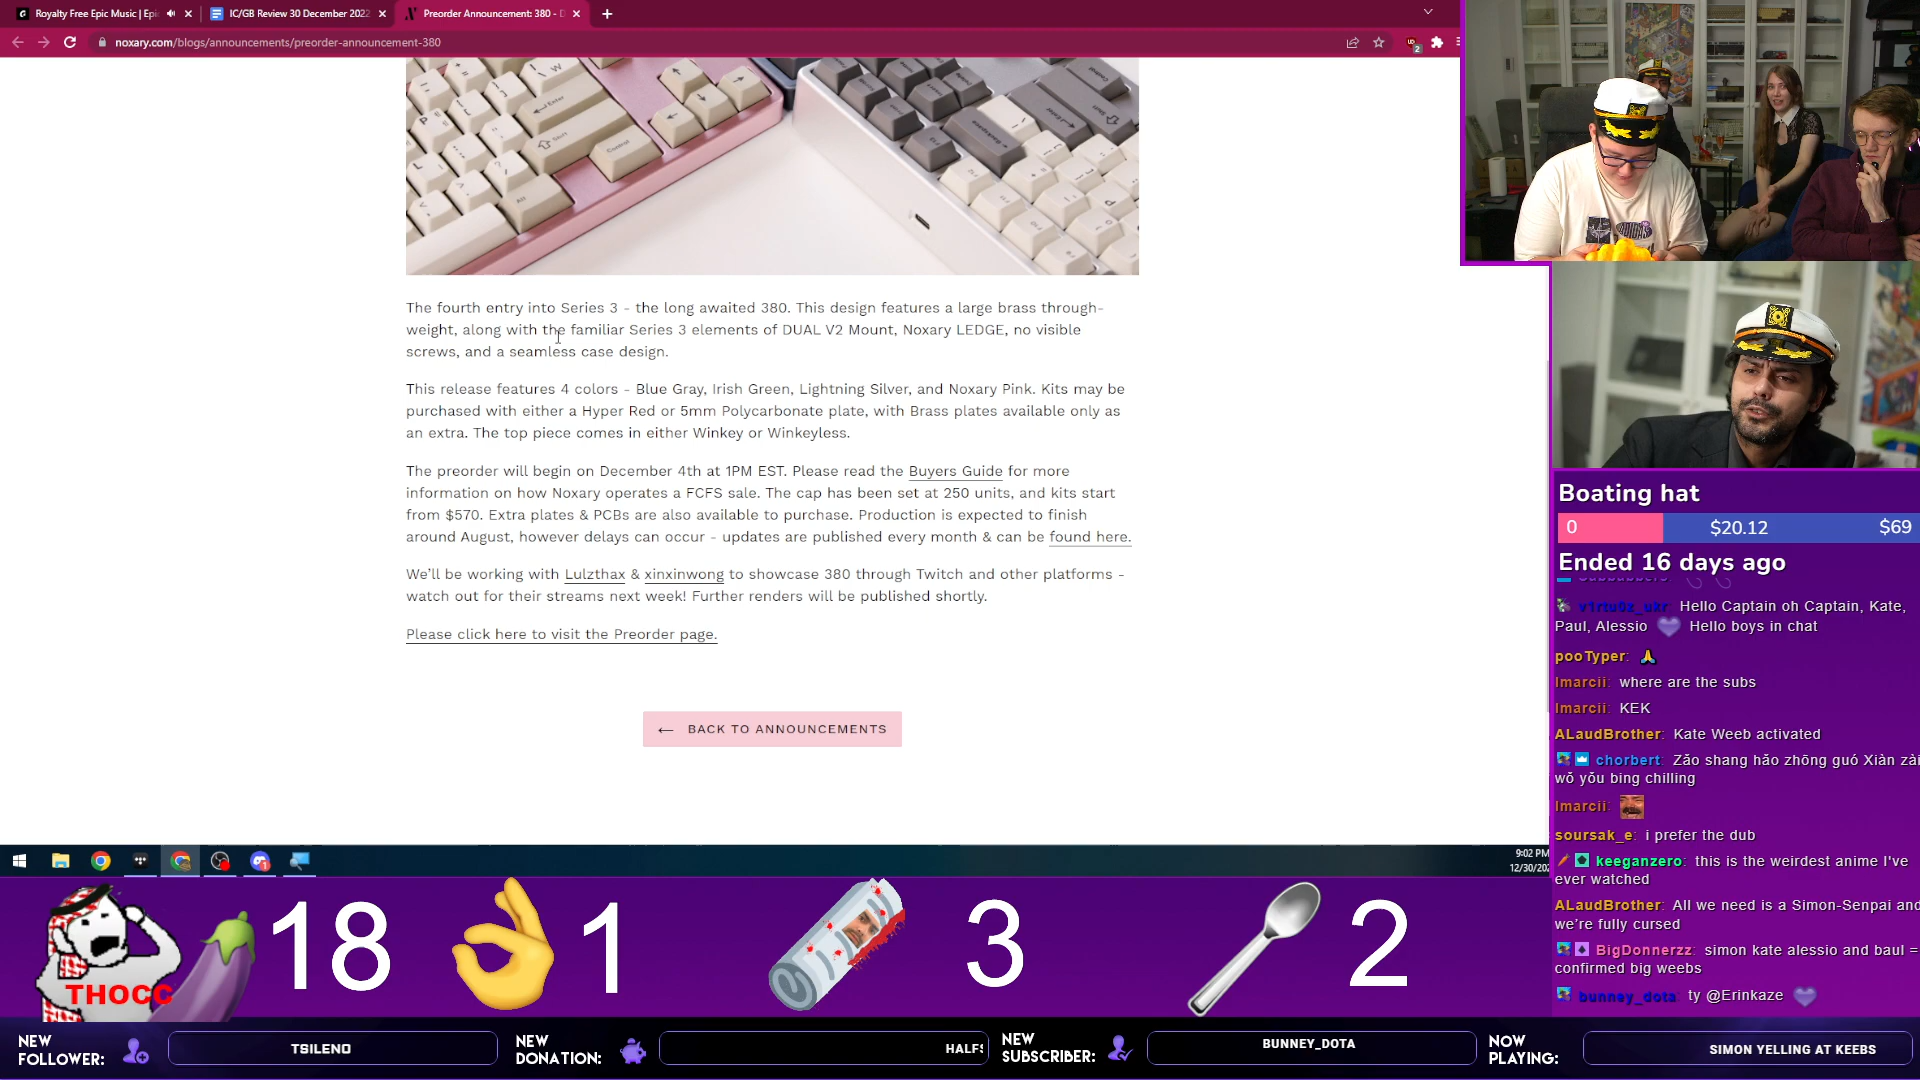 Royalty Free Epic Music | Epi
IC/GB Review 30 December 2022
Preorder Announcement: 380 - D
noxary.com/blogs/announcements/preorder-announcement-380
The fourth entry into Series 3 - the long awaited 380. This design features a large brass through-
weight, along with the familiar Series 3 elements of DUAL V2 Mount, Noxary LEDGE, no visible
screws, and a seamless case design.
This release features 4 colors - Blue Gray, Irish Green, Lightning Silver, and Noxary Pink. Kits may be
purchased with either a Hyper Red or 5mm Polycarbonate plate, with Brass plates available only as
an extra. The top piece comes in either Winkey or Winkeyless.
The preorder will begin on December 4th at 1PM EST. Please read the Buyers Guide for more
information on how Noxary operates a FCFS sale. The cap has been set at 250 units, and kits start
from $570. Extra plates & PCBs are also available to purchase. Production is expected to finish
around August, however delays can occur - updates are published every month & can be found here.
We'll be working with Lulzthax & xinxinwong to showcase 380 through Twitch and other platforms -
watch out for their streams next week! Further renders will be published shortly.
Please click here to visit the Preorder page.
← BACK TO ANNOUNCEMENTS
9:02 PM
12/30/202
Boating hat
0 $20.12 $69
Ended 16 days ago
v1rtu0z_ukr: Hello Captain oh Captain, Kate,
Paul, Alessio Hello boys in chat
pooTyper:
lmarcii: where are the subs
lmarcii: KEK
ALaudBrother: Kate Weeb activated
chorbert: Zǎo shang hǎo zhōng guó Xiàn zài
wǒ yǒu bing chilling
lmarcii:
soursak_e: i prefer the dub
keeganzero: this is the weirdest anime I've
ever watched
ALaudBrother: All we need is a Simon-Senpai and
we're fully cursed
BigDonnerzz: simon kate alessio and baul =
confirmed big weebs
bunney_dota: ty @Erinkaze
THOCC
18
1
3
2
NEW
FOLLOWER:
TSILENO
NEW
DONATION:
HALFS
NEW
SUBSCRIBER:
BUNNEY_DOTA
NOW
PLAYING:
SIMON YELLING AT KEEBS